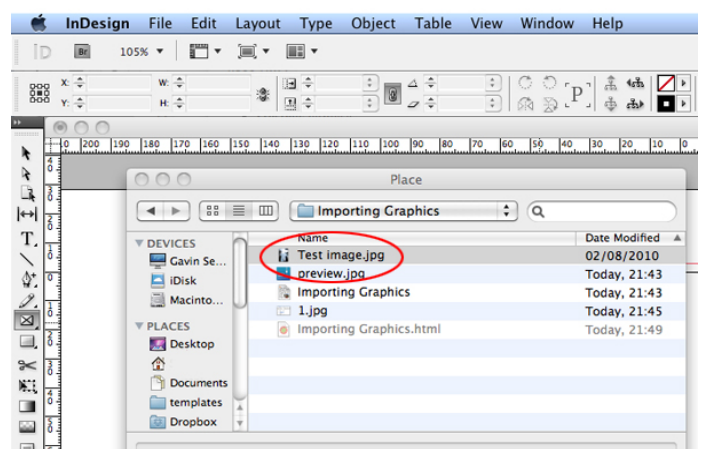 InDesign File Edit Layout Type Object Table View Window Help
Br 105%
X: W:
Y: H:
P
0 200 190 180 170 160 150 140 130 120 110 100 90 80 70 60 50 40 30 20 10 0
Place
Importing Graphics
Name Date Modified
DEVICES
Gavin Se...
iDisk
Macinto...
PLACES
Desktop
Documents
templates
Dropbox
Test image.jpg 02/08/2010
preview.jpg Today, 21:43
Importing Graphics Today, 21:43
1.jpg Today, 21:45
Importing Graphics.html Today, 21:49